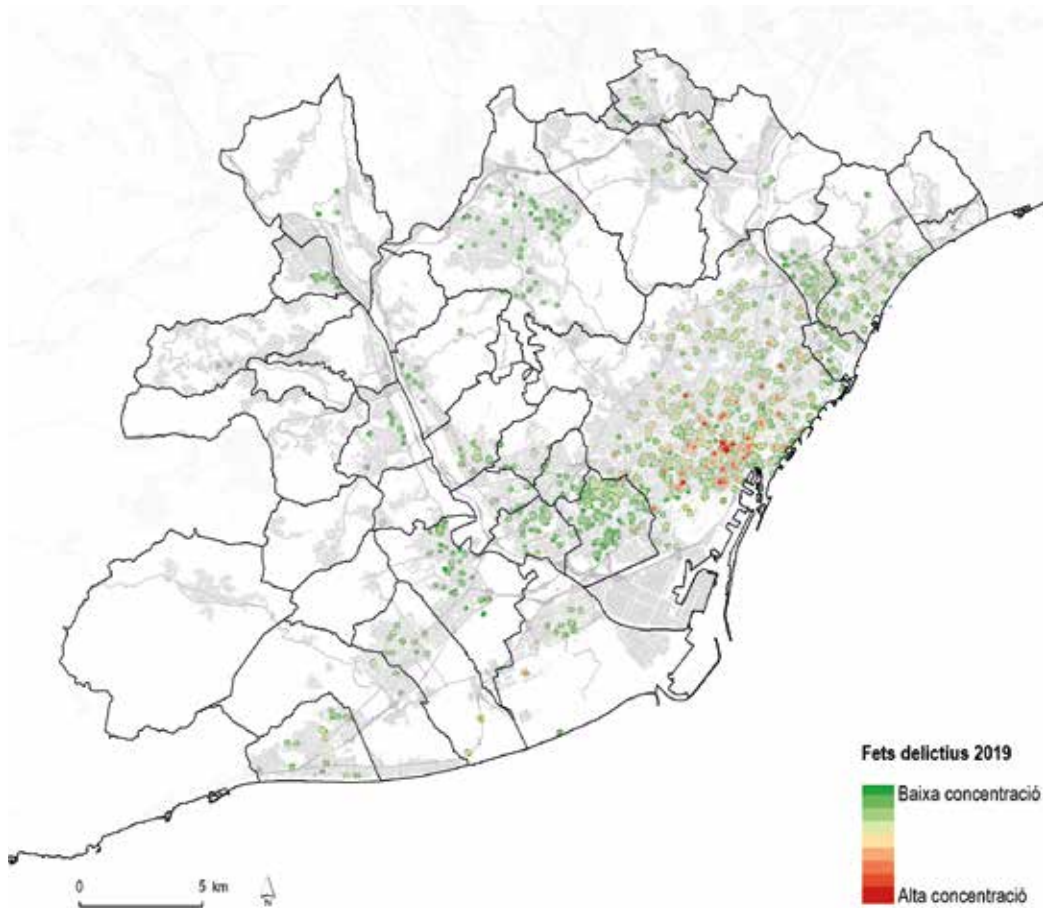 Fets delictius 2019
Baixa concentració
Alta concentració
0 5 km
N